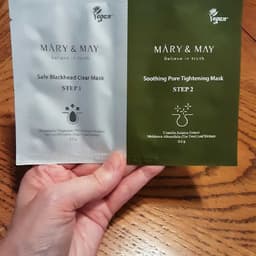 Vegan
MARY & MAY
believe in truth
Safe Blackhead Clear Mask
STEP 1
Vegan
MARY & MAY
believe in truth
Soothing Pore Tightening Mask
STEP 2